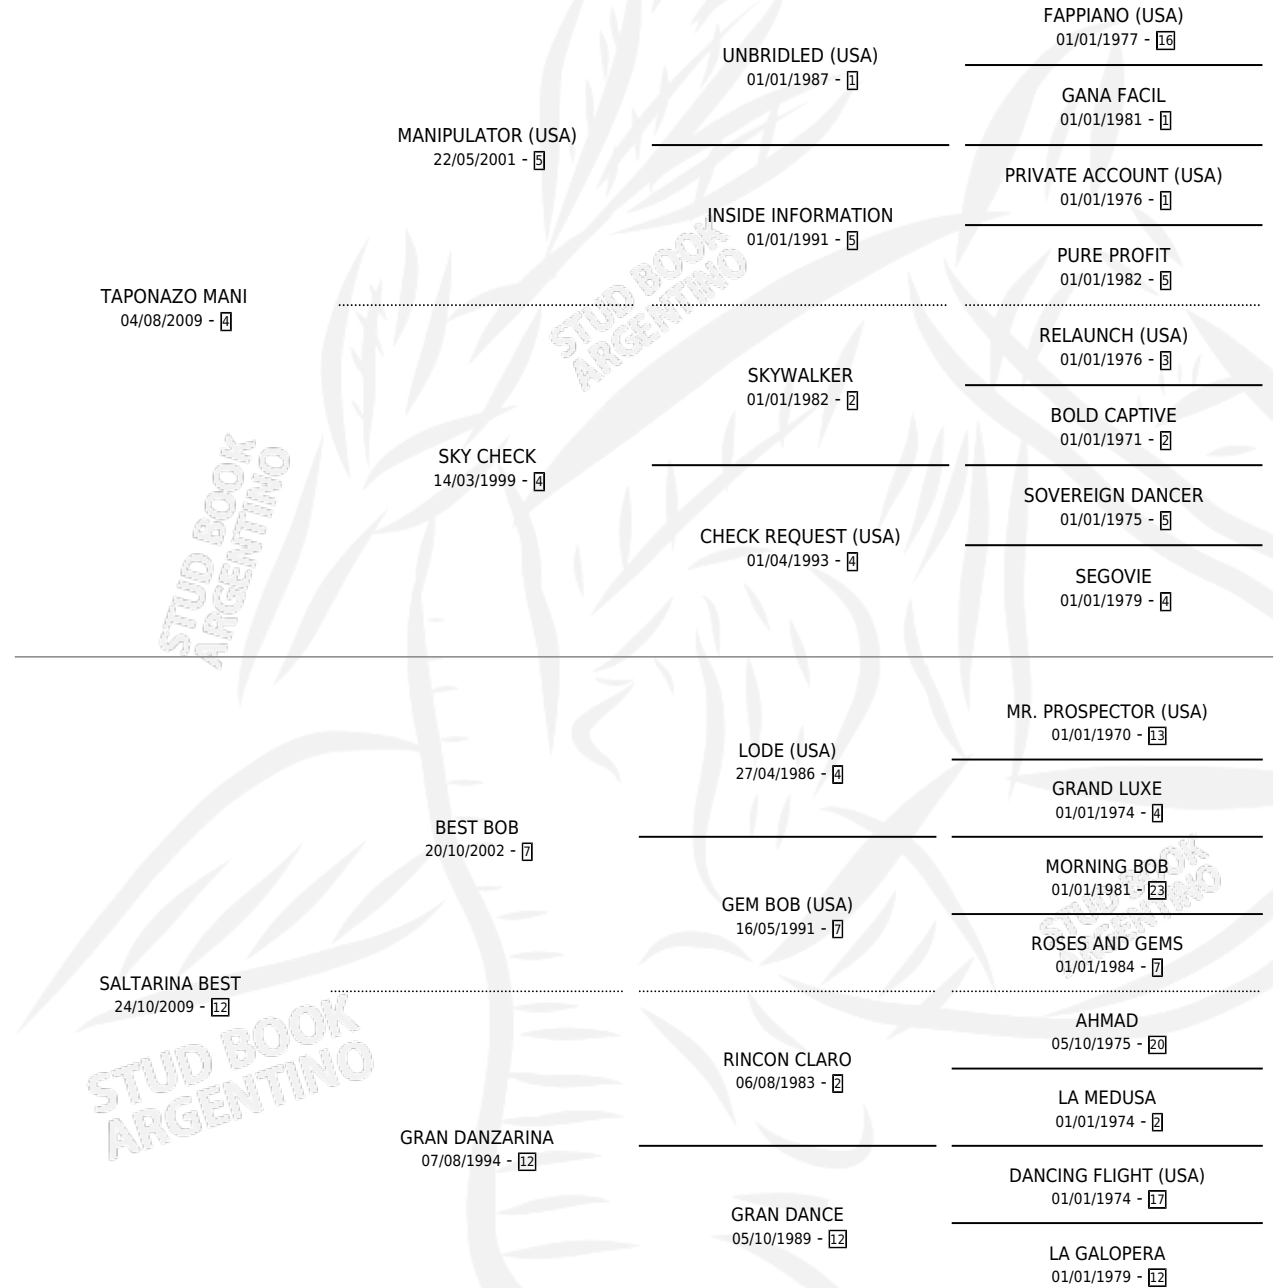 FAPPIANO (USA)
01/01/1977 - 16
UNBRIDLED (USA)
01/01/1987 - 1
GANA FACIL
01/01/1981 - 1
MANIPULATOR (USA)
22/05/2001 - 5
PRIVATE ACCOUNT (USA)
01/01/1976 - 1
INSIDE INFORMATION
01/01/1991 - 5
PURE PROFIT
01/01/1982 - 5
TAPONAZO MANI
04/08/2009 - 4
RELAUNCH (USA)
01/01/1976 - 3
SKYWALKER
01/01/1982 - 2
BOLD CAPTIVE
01/01/1971 - 2
SKY CHECK
14/03/1999 - 4
SOVEREIGN DANCER
01/01/1975 - 5
CHECK REQUEST (USA)
01/04/1993 - 4
SEGOVIE
01/01/1979 - 4
STUD BOOK
ARGENTINO
STUD BOOK
ARGENTINO
MR. PROSPECTOR (USA)
01/01/1970 - 13
LODE (USA)
27/04/1986 - 4
GRAND LUXE
01/01/1974 - 4
BEST BOB
20/10/2002 - 7
MORNING BOB
01/01/1981 - 23
GEM BOB (USA)
16/05/1991 - 7
ROSES AND GEMS
01/01/1984 - 7
STUD BOOK
ARGENTINO
SALTARINA BEST
24/10/2009 - 12
AHMAD
05/10/1975 - 20
RINCON CLARO
06/08/1983 - 2
LA MEDUSA
01/01/1974 - 2
STUD BOOK
ARGENTINO
GRAN DANZARINA
07/08/1994 - 12
DANCING FLIGHT (USA)
01/01/1974 - 17
GRAN DANCE
05/10/1989 - 12
LA GALOPERA
01/01/1979 - 12